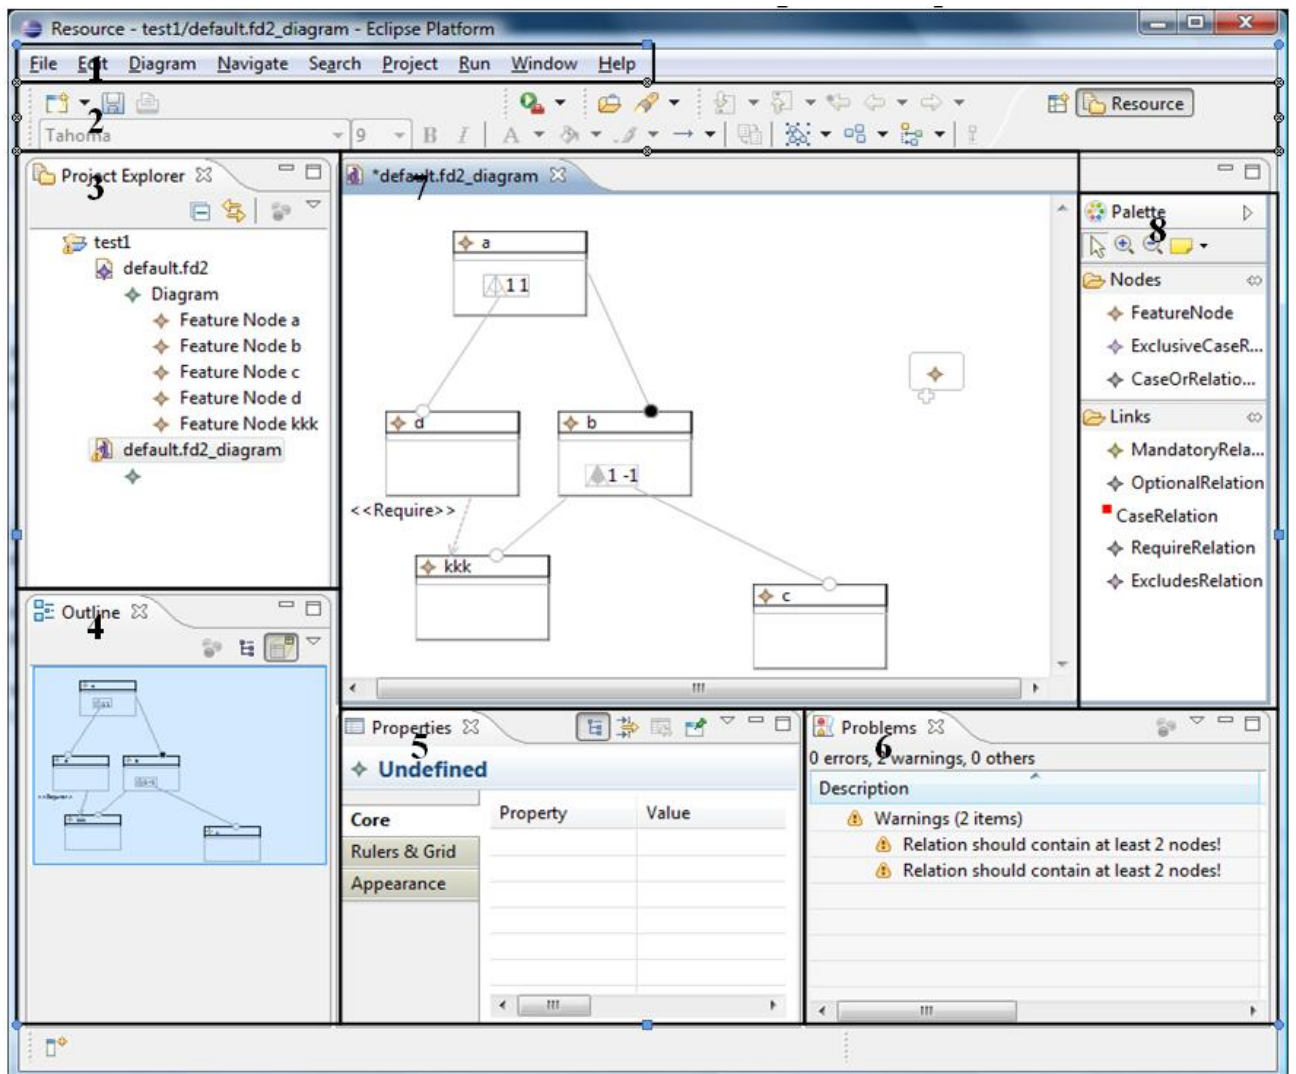 Resource - test1/default.fd2_diagram - Eclipse Platform
File Edit Diagram Navigate Search Project Run Window Help
1
2
Resource
Tahoma 9 B I A
Project Explorer
3
test1
default.fd2
Diagram
Feature Node a
Feature Node b
Feature Node c
Feature Node d
Feature Node kkk
default.fd2_diagram
Outline
4
*default.fd2_diagram
7
a
1 1
d
b
1 -1
<<Require>>
kkk
c
Palette
8
Nodes
FeatureNode
ExclusiveCaseR...
CaseOrRelatio...
Links
MandatoryRela...
OptionalRelation
CaseRelation
RequireRelation
ExcludesRelation
Properties
5
Undefined
Core
Rulers & Grid
Appearance
Property Value
Problems
6
0 errors, 2 warnings, 0 others
Description
Warnings (2 items)
Relation should contain at least 2 nodes!
Relation should contain at least 2 nodes!